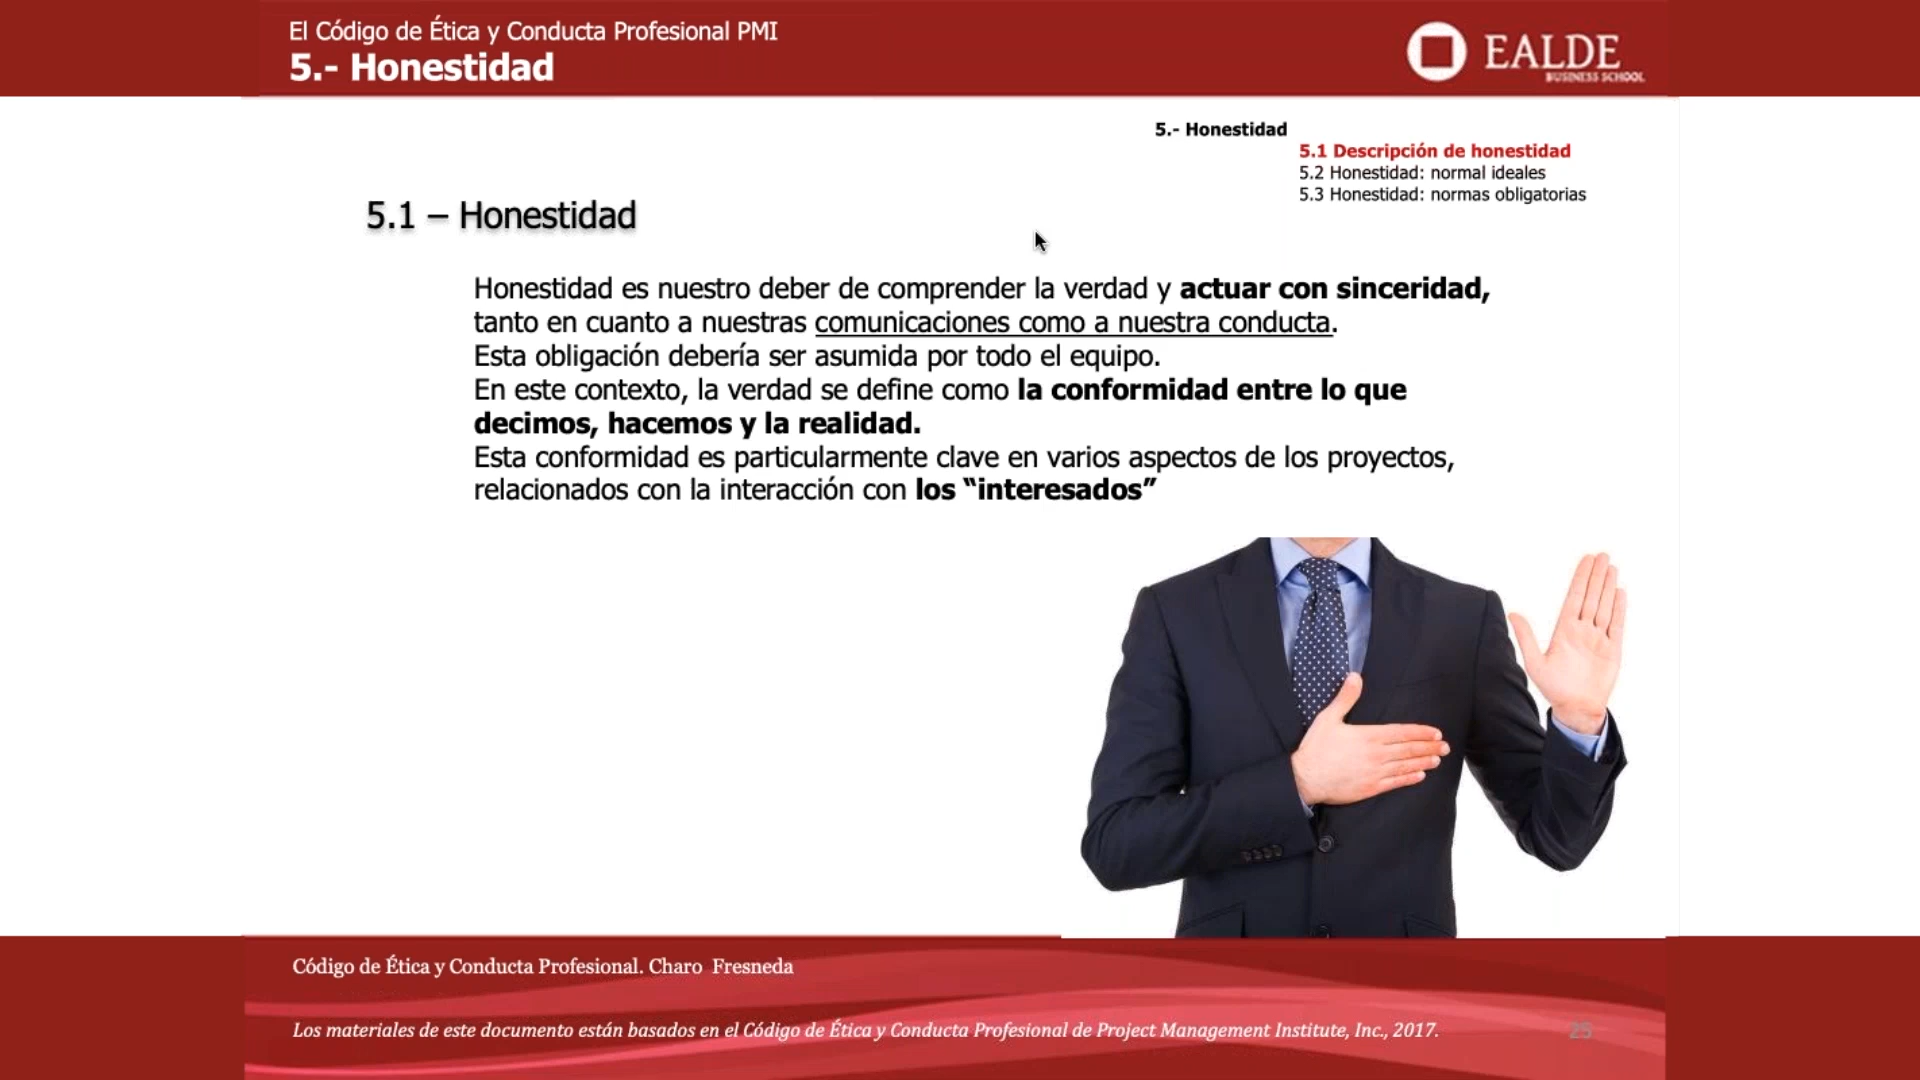 El Código de Ética y Conducta Profesional PMI
5.- Honestidad
EALDE
BUSINESS SCHOOL
5.- Honestidad
5.1 Descripción de honestidad
5.2 Honestidad: normal ideales
5.3 Honestidad: normas obligatorias
5.1 – Honestidad
Honestidad es nuestro deber de comprender la verdad y actuar con sinceridad,
tanto en cuanto a nuestras comunicaciones como a nuestra conducta.
Esta obligación debería ser asumida por todo el equipo.
En este contexto, la verdad se define como la conformidad entre lo que
decimos, hacemos y la realidad.
Esta conformidad es particularmente clave en varios aspectos de los proyectos,
relacionados con la interacción con los “interesados”
Código de Ética y Conducta Profesional. Charo Fresneda
Los materiales de este documento están basados en el Código de Ética y Conducta Profesional de Project Management Institute, Inc., 2017.
25